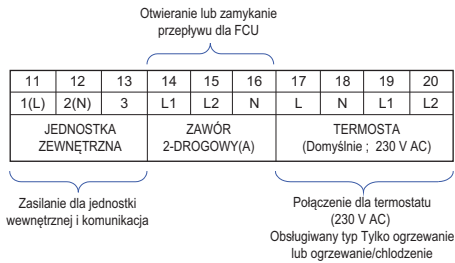 Otwieranie lub zamykanie
przepływu dla FCU
11 12 13 14 15 16 17 18 19 20
1(L) 2(N) 3 L1 L2 N L N L1 L2
JEDNOSTKA
ZEWNĘTRZNA
ZAWÓR
2-DROGOWY(A)
TERMOSTA
(Domyślnie ; 230 V AC)
Zasilanie dla jednostki
wewnętrznej i komunikacja
Połączenie dla termostatu
(230 V AC)
Obsługiwany typ Tylko ogrzewanie
lub ogrzewanie/chlodzenie